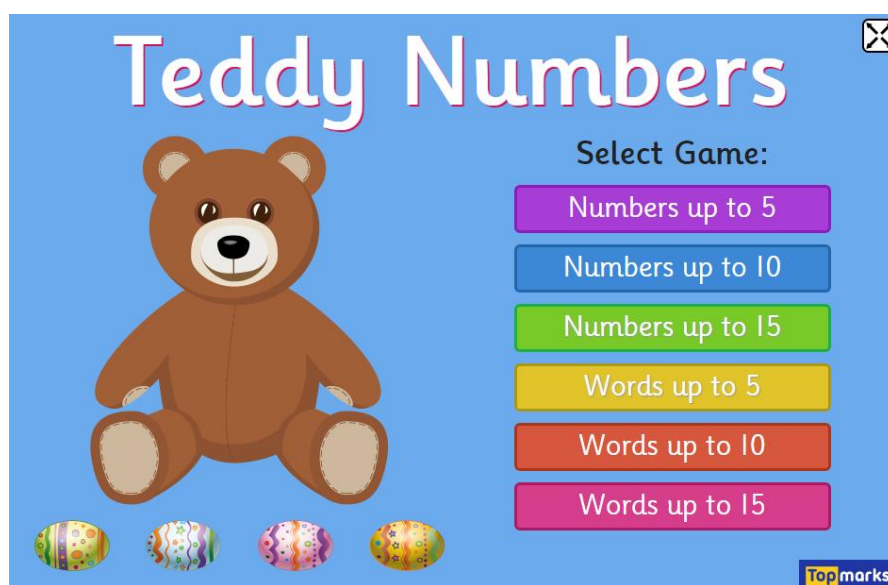 Teddy Numbers
Select Game:
Numbers up to 5
Numbers up to 10
Numbers up to 15
Words up to 5
Words up to 10
Words up to 15
Topmarks